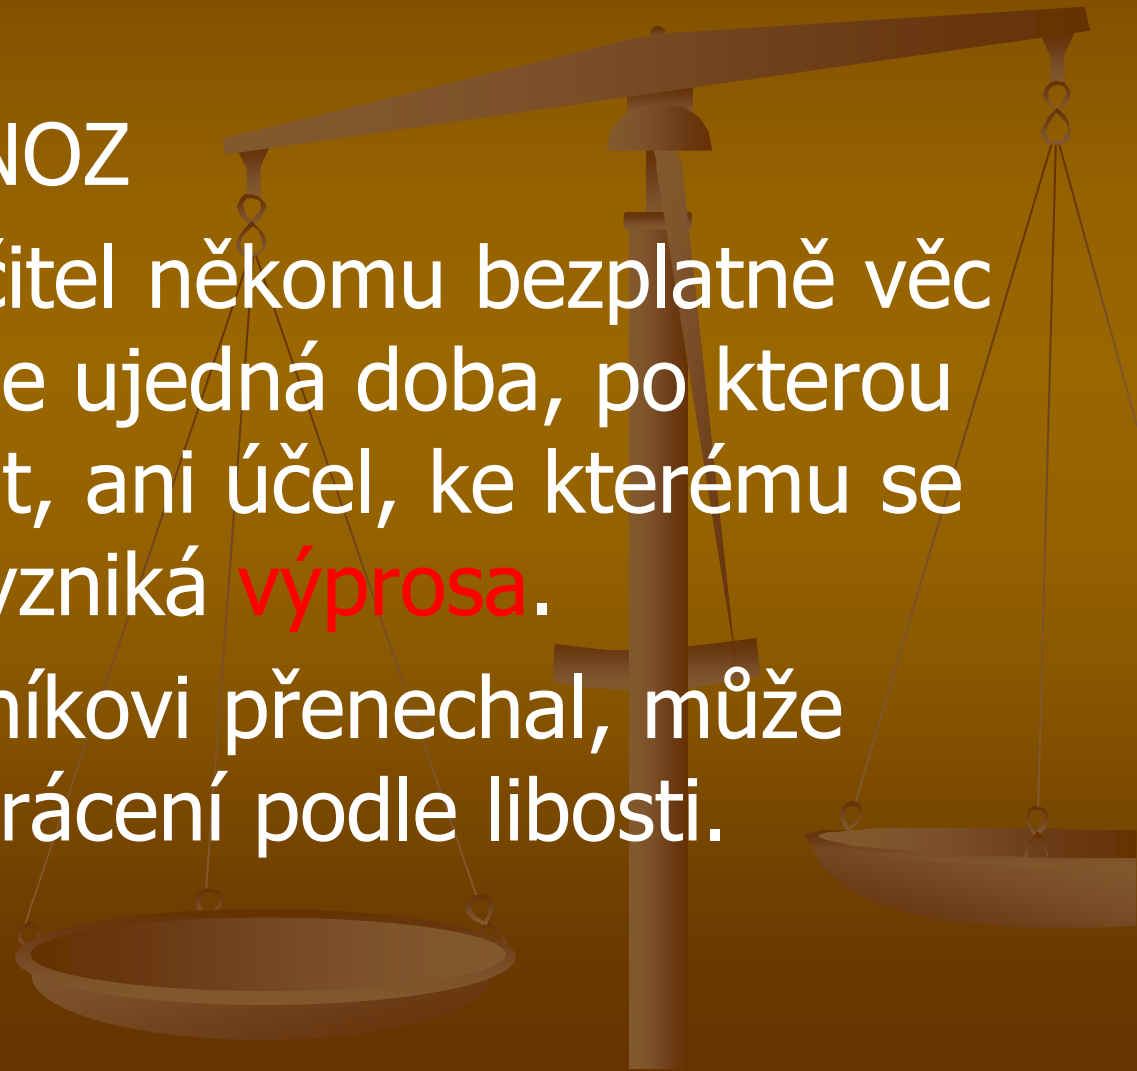 NOZ
čitel někomu bezplatně věc
e ujedná doba, po kterou
t, ani účel, ke kterému se
vzniká výprosa.
níkovi přenechal, může
rácení podle libosti.